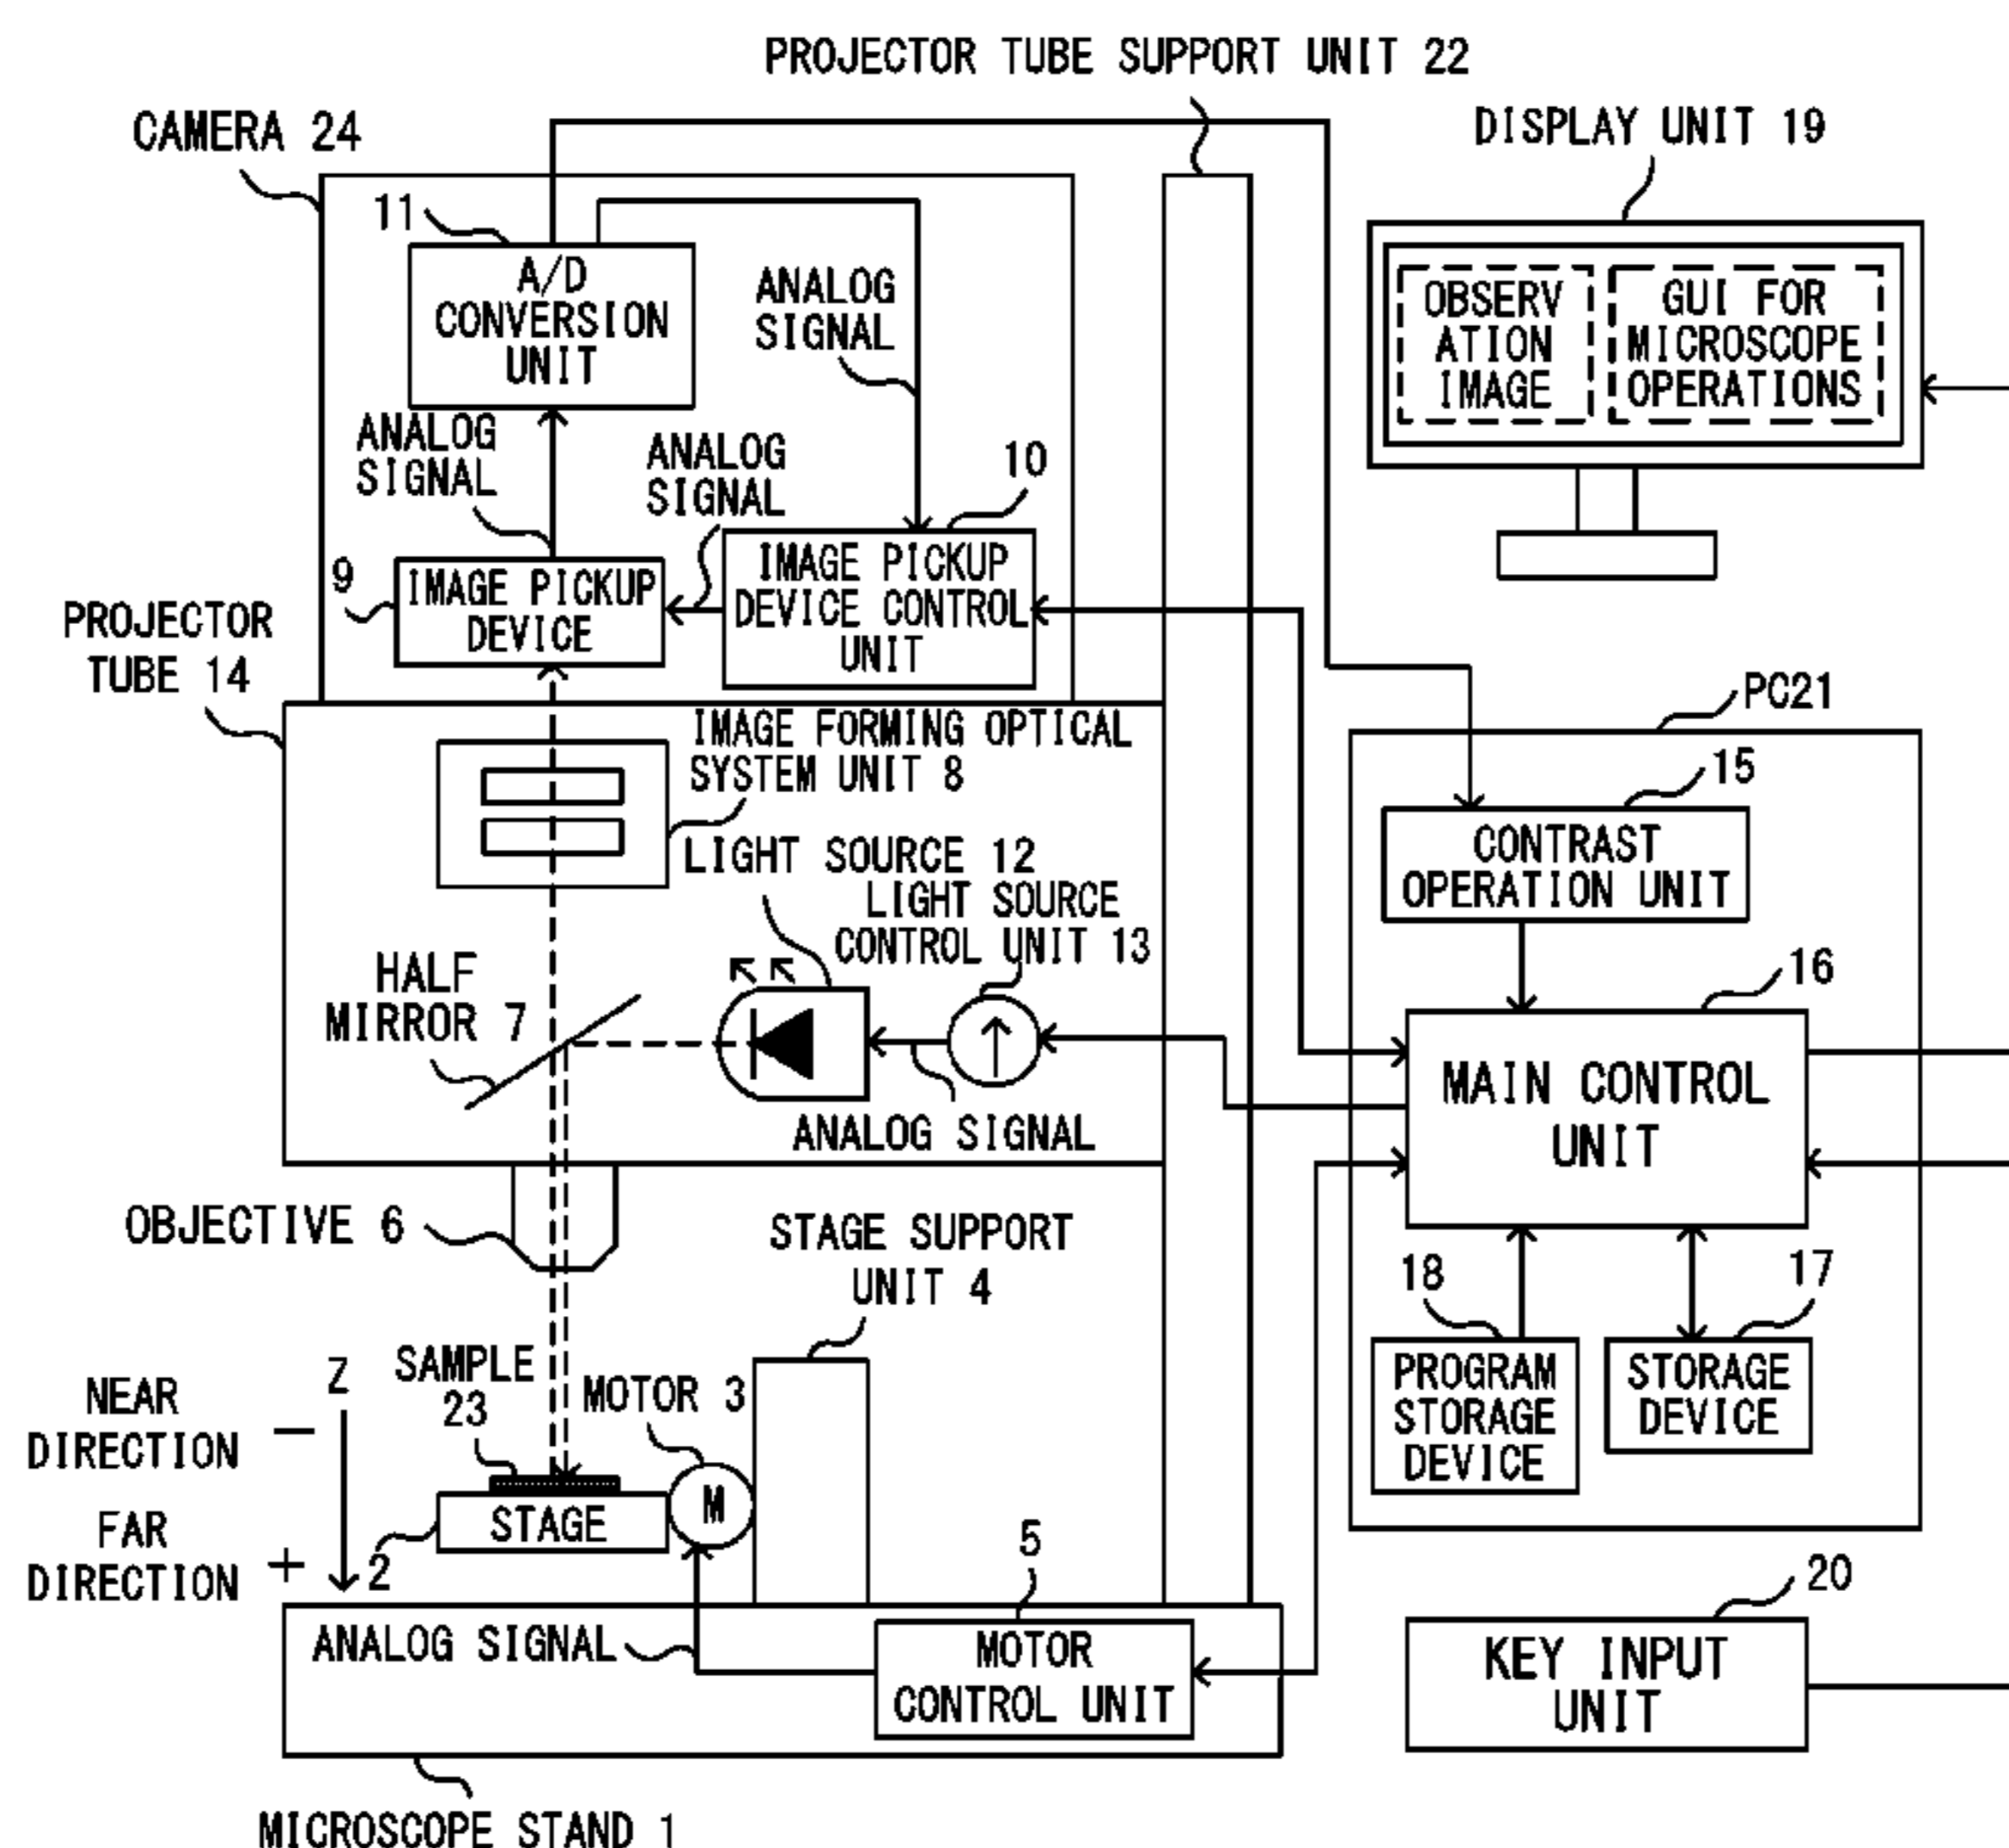 PROJECTOR TUBE SUPPORT UNIT 22
CAMERA 24
DISPLAY UNIT 19
11
A/D
CONVERSION
UNIT
ANALOG
SIGNAL
OBSERV
ATION
IMAGE
GUI FOR
MICROSCOPE
OPERATIONS
ANALOG
SIGNAL
ANALOG
SIGNAL
10
9
IMAGE PICKUP
DEVICE
IMAGE PICKUP
DEVICE CONTROL
UNIT
PROJECTOR
TUBE 14
IMAGE FORMING OPTICAL
SYSTEM UNIT 8
PC21
15
CONTRAST
OPERATION UNIT
LIGHT SOURCE 12
LIGHT SOURCE
CONTROL UNIT 13
HALF
MIRROR 7
16
MAIN CONTROL
UNIT
ANALOG SIGNAL
OBJECTIVE 6
STAGE SUPPORT
UNIT 4
18
17
PROGRAM
STORAGE
DEVICE
STORAGE
DEVICE
NEAR
DIRECTION
−
Z
SAMPLE
23
MOTOR 3
M
STAGE
FAR
DIRECTION
+
2
5
20
ANALOG SIGNAL
MOTOR
CONTROL UNIT
KEY INPUT
UNIT
MICROSCOPE STAND 1